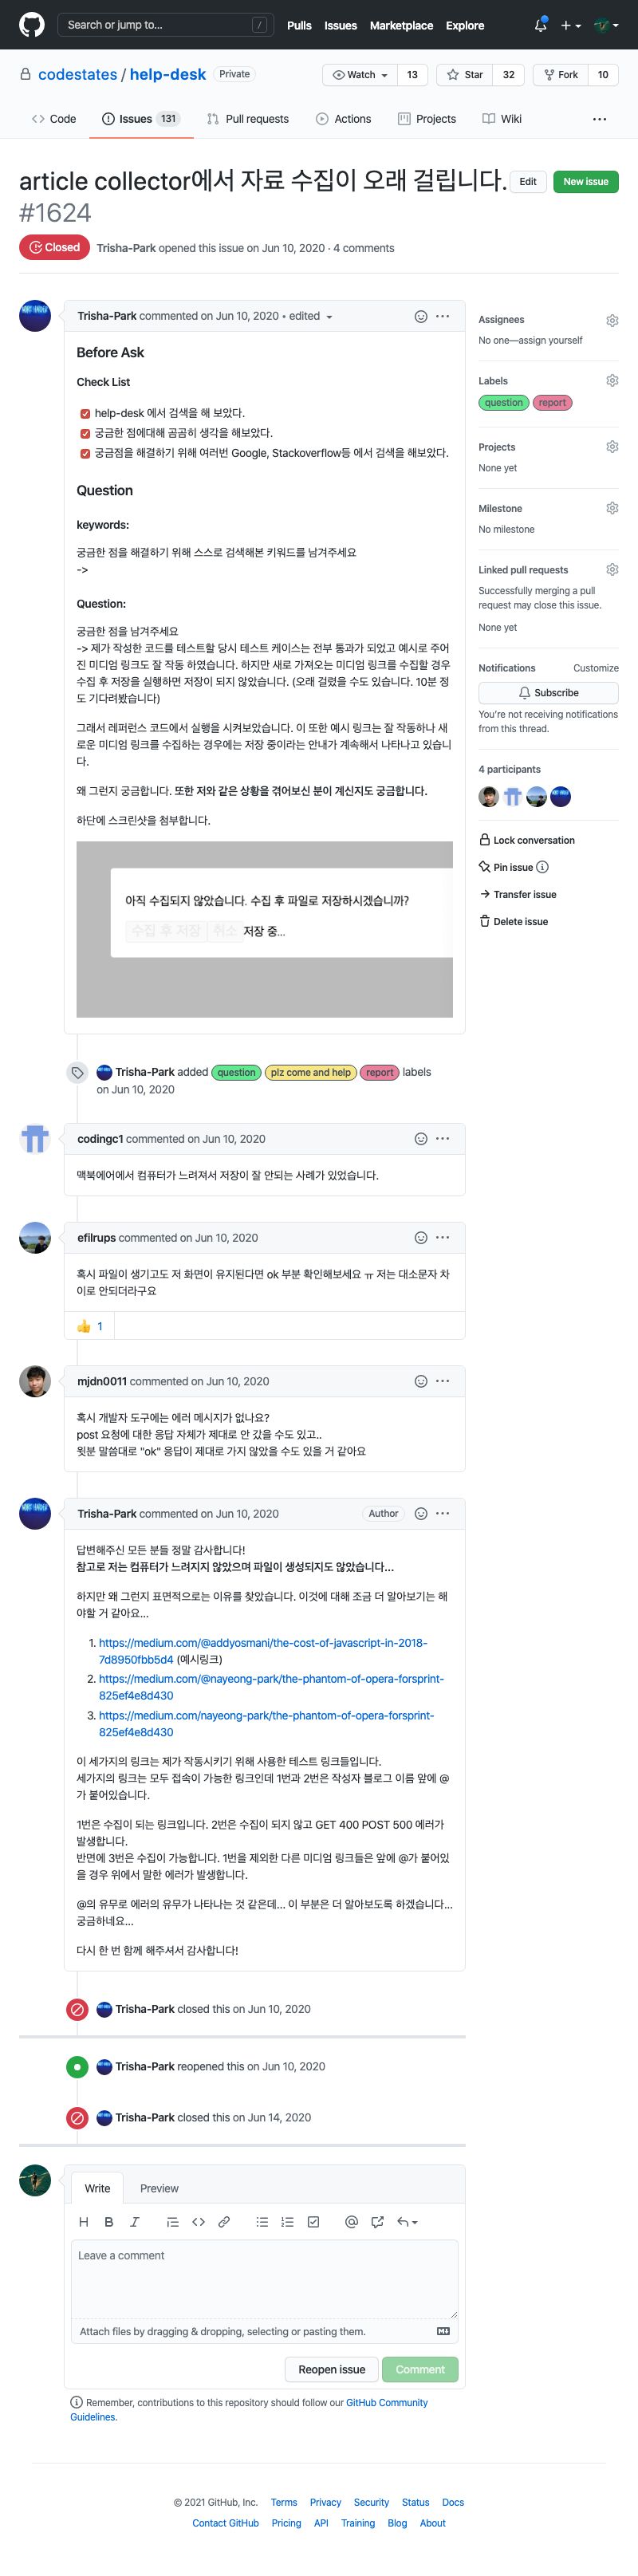 Search or jump to... /
Pulls Issues Marketplace Explore
codestates / help-desk Private
Watch 13 Star 32 Fork 10
Code Issues 131 Pull requests Actions Projects Wiki ...
article collector에서 자료 수집이 오래 걸립니다.
#1624
Edit New issue
Closed Trisha-Park opened this issue on Jun 10, 2020 · 4 comments
Trisha-Park commented on Jun 10, 2020 • edited
Before Ask
Check List
help-desk 에서 검색을 해 보았다.
궁금한 점에대해 곰곰히 생각을 해보았다.
궁금점을 해결하기 위해 여러번 Google, Stackoverflow등 에서 검색을 해보았다.
Question
keywords:
궁금한 점을 해결하기 위해 스스로 검색해본 키워드를 남겨주세요
->
Question:
궁금한 점을 남겨주세요
-> 제가 작성한 코드를 테스트할 당시 테스트 케이스는 전부 통과가 되었고 예시로 주어
진 미디엄 링크도 잘 작동 하였습니다. 하지만 새로 가져오는 미디엄 링크를 수집할 경우
수집 후 저장을 실행하면 저장이 되지 않았습니다. (오래 걸렸을 수도 있습니다. 10분 정
도 기다려봤습니다)
그래서 레퍼런스 코드에서 실행을 시켜보았습니다. 이 또한 예시 링크는 잘 작동하나 새
로운 미디엄 링크를 수집하는 경우에는 저장 중이라는 안내가 계속해서 나타나고 있습니
다.
왜 그런지 궁금합니다. 또한 저와 같은 상황을 겪어보신 분이 계신지도 궁금합니다.
하단에 스크린샷을 첨부합니다.
아직 수집되지 않았습니다. 수집 후 파일로 저장하시겠습니까?
수집 후 저장 취소 저장 중...
Assignees
No one—assign yourself
Labels
question report
Projects
None yet
Milestone
No milestone
Linked pull requests
Successfully merging a pull
request may close this issue.
None yet
Notifications Customize
Subscribe
You're not receiving notifications
from this thread.
4 participants
Lock conversation
Pin issue
Transfer issue
Delete issue
Trisha-Park added question plz come and help report labels
on Jun 10, 2020
codingc1 commented on Jun 10, 2020
맥북에어에서 컴퓨터가 느려져서 저장이 잘 안되는 사례가 있었습니다.
efilrups commented on Jun 10, 2020
혹시 파일이 생기고도 저 화면이 유지된다면 ok 부분 확인해보세요 ㅠ 저는 대소문자 차
이로 안되더라구요
👍 1
mjdn0011 commented on Jun 10, 2020
혹시 개발자 도구에는 에러 메시지가 없나요?
post 요청에 대한 응답 자체가 제대로 안 갔을 수도 있고..
윗분 말씀대로 "ok" 응답이 제대로 가지 않았을 수도 있을 거 같아요
Trisha-Park commented on Jun 10, 2020 Author
답변해주신 모든 분들 정말 감사합니다!
참고로 저는 컴퓨터가 느려지지 않았으며 파일이 생성되지도 않았습니다...
하지만 왜 그런지 표면적으로는 이유를 찾았습니다. 이것에 대해 조금 더 알아보기는 해
야할 거 같아요...
1. https://medium.com/@addyosmani/the-cost-of-javascript-in-2018-
7d8950fbb5d4 (예시링크)
2. https://medium.com/@nayeong-park/the-phantom-of-opera-forsprint-
825ef4e8d430
3. https://medium.com/nayeong-park/the-phantom-of-opera-forsprint-
825ef4e8d430
이 세가지의 링크는 제가 작동시키기 위해 사용한 테스트 링크들입니다.
세가지의 링크는 모두 접속이 가능한 링크인데 1번과 2번은 작성자 블로그 이름 앞에 @
가 붙어있습니다.
1번은 수집이 되는 링크입니다. 2번은 수집이 되지 않고 GET 400 POST 500 에러가
발생합니다.
반면에 3번은 수집이 가능합니다. 1번을 제외한 다른 미디엄 링크들은 앞에 @가 붙어있
을 경우 위에서 말한 에러가 발생합니다.
@의 유무로 에러의 유무가 나타나는 것 같은데... 이 부분은 더 알아보도록 하겠습니다...
궁금하네요...
다시 한 번 함께 해주셔서 감사합니다!
Trisha-Park closed this on Jun 10, 2020
Trisha-Park reopened this on Jun 10, 2020
Trisha-Park closed this on Jun 14, 2020
Write Preview
Leave a comment
Attach files by dragging & dropping, selecting or pasting them.
Reopen issue Comment
Remember, contributions to this repository should follow our GitHub Community
Guidelines.
© 2021 GitHub, Inc. Terms Privacy Security Status Docs
Contact GitHub Pricing API Training Blog About